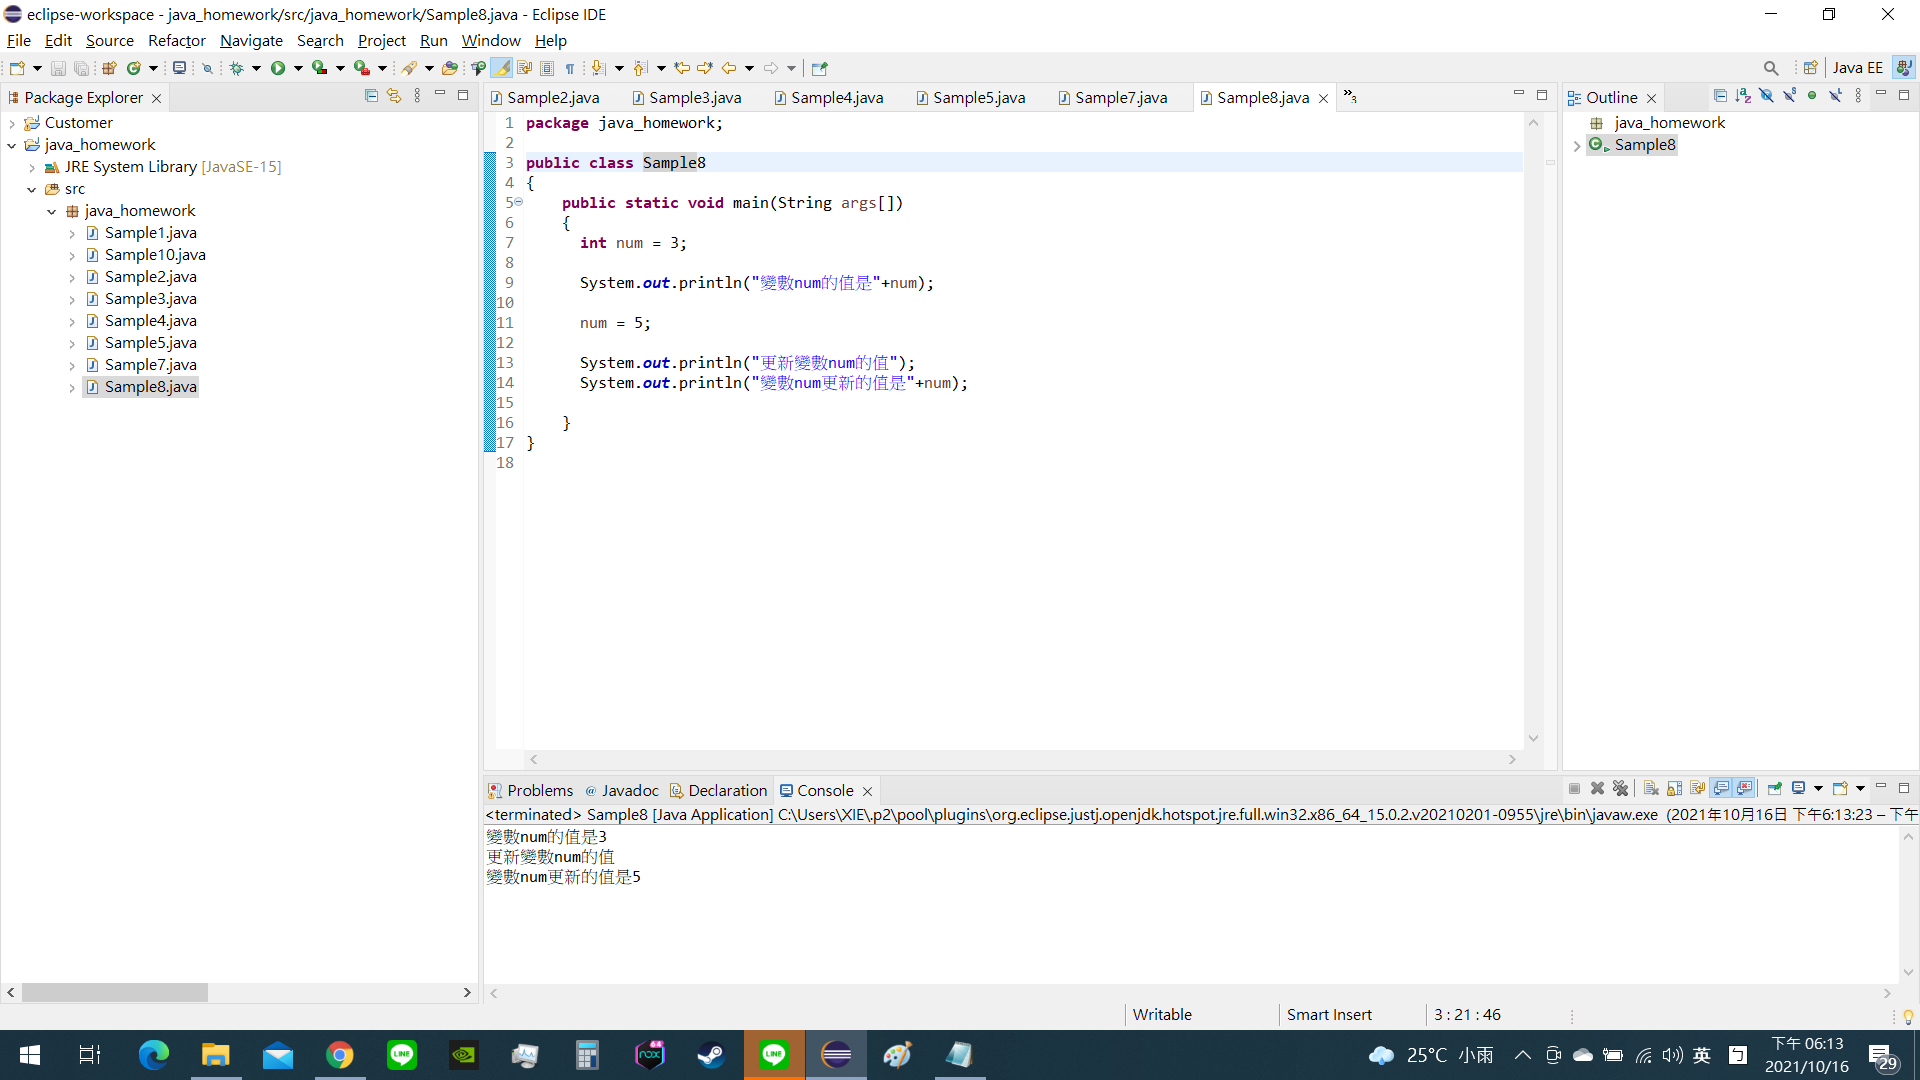 eclipse-workspace - java_homework/src/java_homework/Sample8.java - Eclipse IDE
File Edit Source Refactor Navigate Search Project Run Window Help
Java EE
Package Explorer
Customer
java_homework
JRE System Library [JavaSE-15]
src
java_homework
Sample1.java
Sample10.java
Sample2.java
Sample3.java
Sample4.java
Sample5.java
Sample7.java
Sample8.java
Sample2.java Sample3.java Sample4.java Sample5.java Sample7.java Sample8.java »3
1 package java_homework;
2
3 public class Sample8
4 {
5 public static void main(String args[])
6 {
7 int num = 3;
8
9 System.out.println("變數num的值是"+num);
10
11 num = 5;
12
13 System.out.println("更新變數num的值");
14 System.out.println("變數num更新的值是"+num);
15
16 }
17 }
18
Outline
java_homework
Sample8
Problems @ Javadoc Declaration Console
<terminated> Sample8 [Java Application] C:\Users\XIE\.p2\pool\plugins\org.eclipse.justj.openjdk.hotspot.jre.full.win32.x86_64_15.0.2.v20210201-0955\jre\bin\javaw.exe (2021年10月16日 下午6:13:23 – 下午
變數num的值是3
更新變數num的值
變數num更新的值是5
Writable Smart Insert 3 : 21 : 46
25°C 小雨 英 下午 06:13
2021/10/16
29